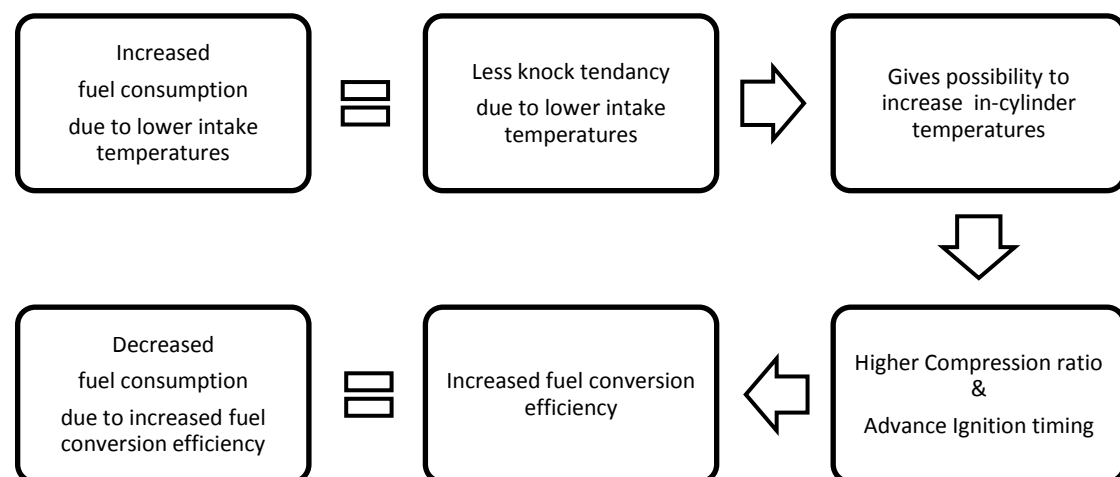 Increased
fuel consumption
due to lower intake
temperatures
Less knock tendancy
due to lower intake
temperatures
Gives possibility to
increase in-cylinder
temperatures
Higher Compression ratio
&
Advance Ignition timing
Increased fuel conversion
efficiency
Decreased
fuel consumption
due to increased fuel
conversion efficiency